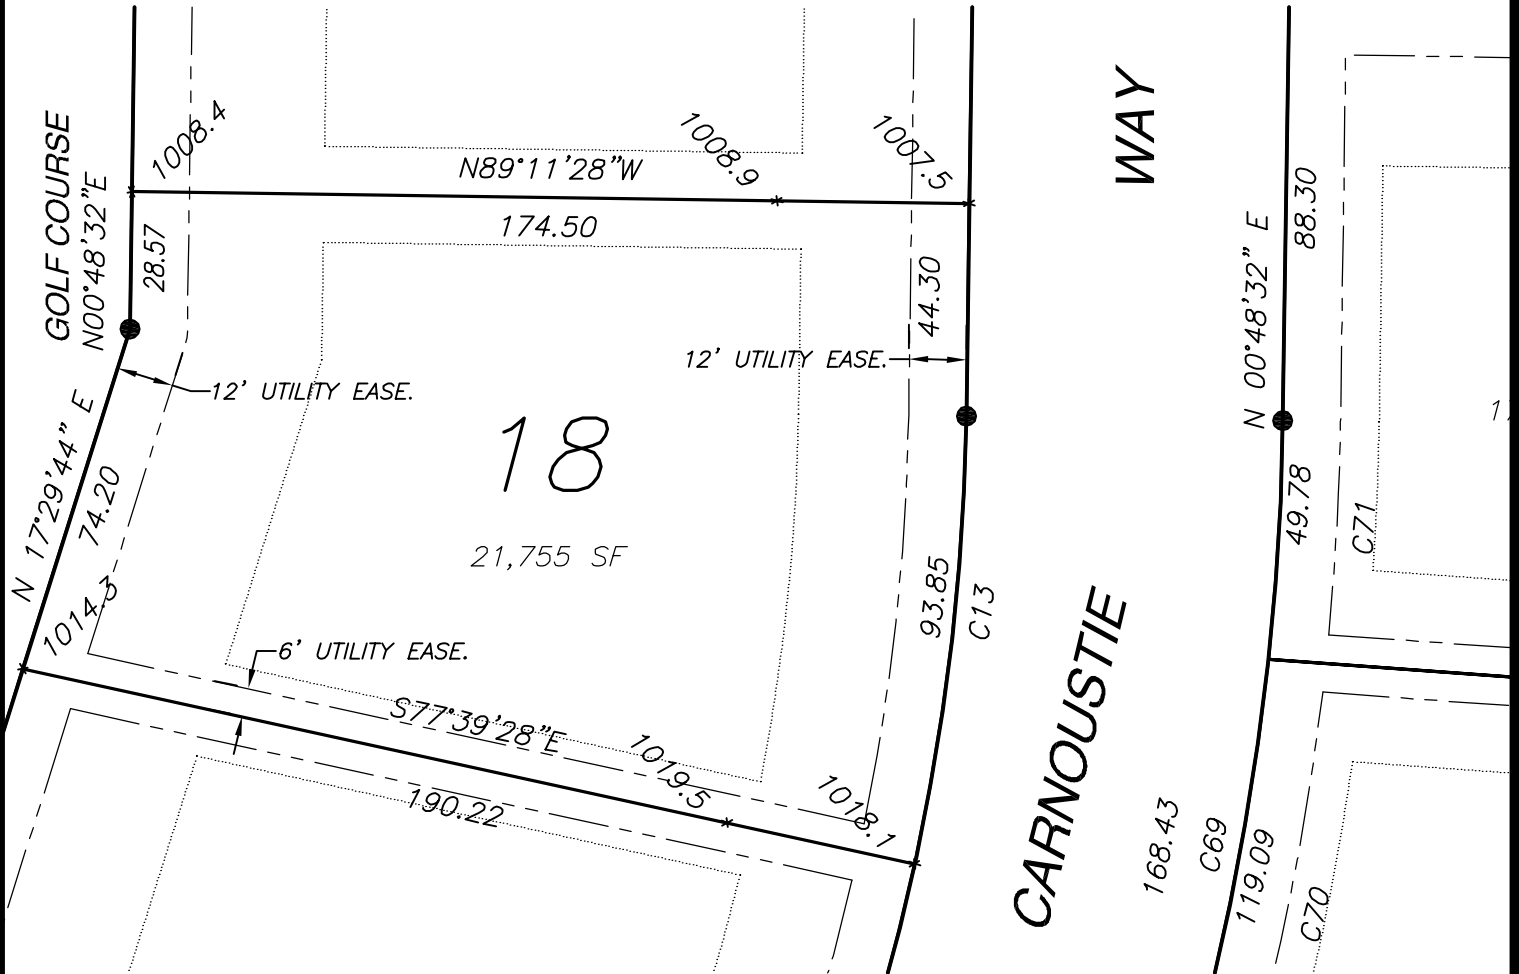 WAY
1008.4
1008.9
1007.5
N89°11'28"W
174.50
GOLF COURSE
N00°48'32"E
28.57
44.30
88.30
N 00°48'32" E
12' UTILITY EASE.
12' UTILITY EASE.
N 17°29'44" E
74.20
18
21,755 SF
49.78
C71
93.85
C13
1014.3
6' UTILITY EASE.
S77°39'28"E
190.22
1019.5
1018.1
CARNOUSTIE
168.43
C69
119.09
C70